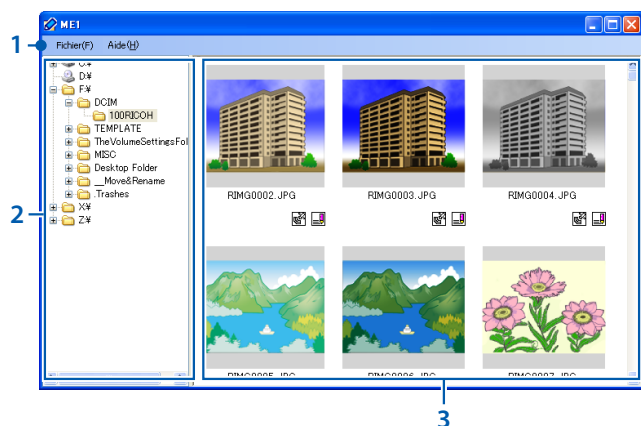 ME1
1
Fichier(F) Aide(H)
2
D:¥
F:¥
DCIM
100RICOH
TEMPLATE
TheVolumeSettingsFol
MISC
Desktop Folder
__Move&Rename
.Trashes
X¥
Z¥
RIMG0002.JPG
RIMG0003.JPG
RIMG0004.JPG
3